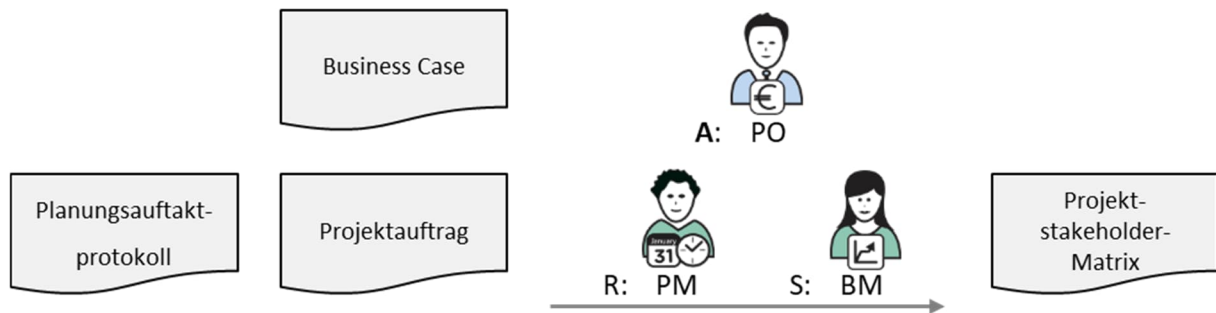 Business Case
€
A: PO
Planungsauftakt-
protokoll
Projektauftrag
January
31
R: PM
S: BM
Projekt-
stakeholder-
Matrix